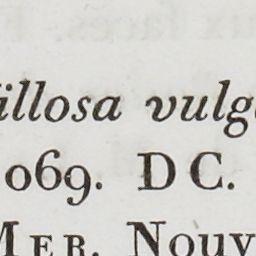 illosa vulg
069. DC.
MER. Nouv